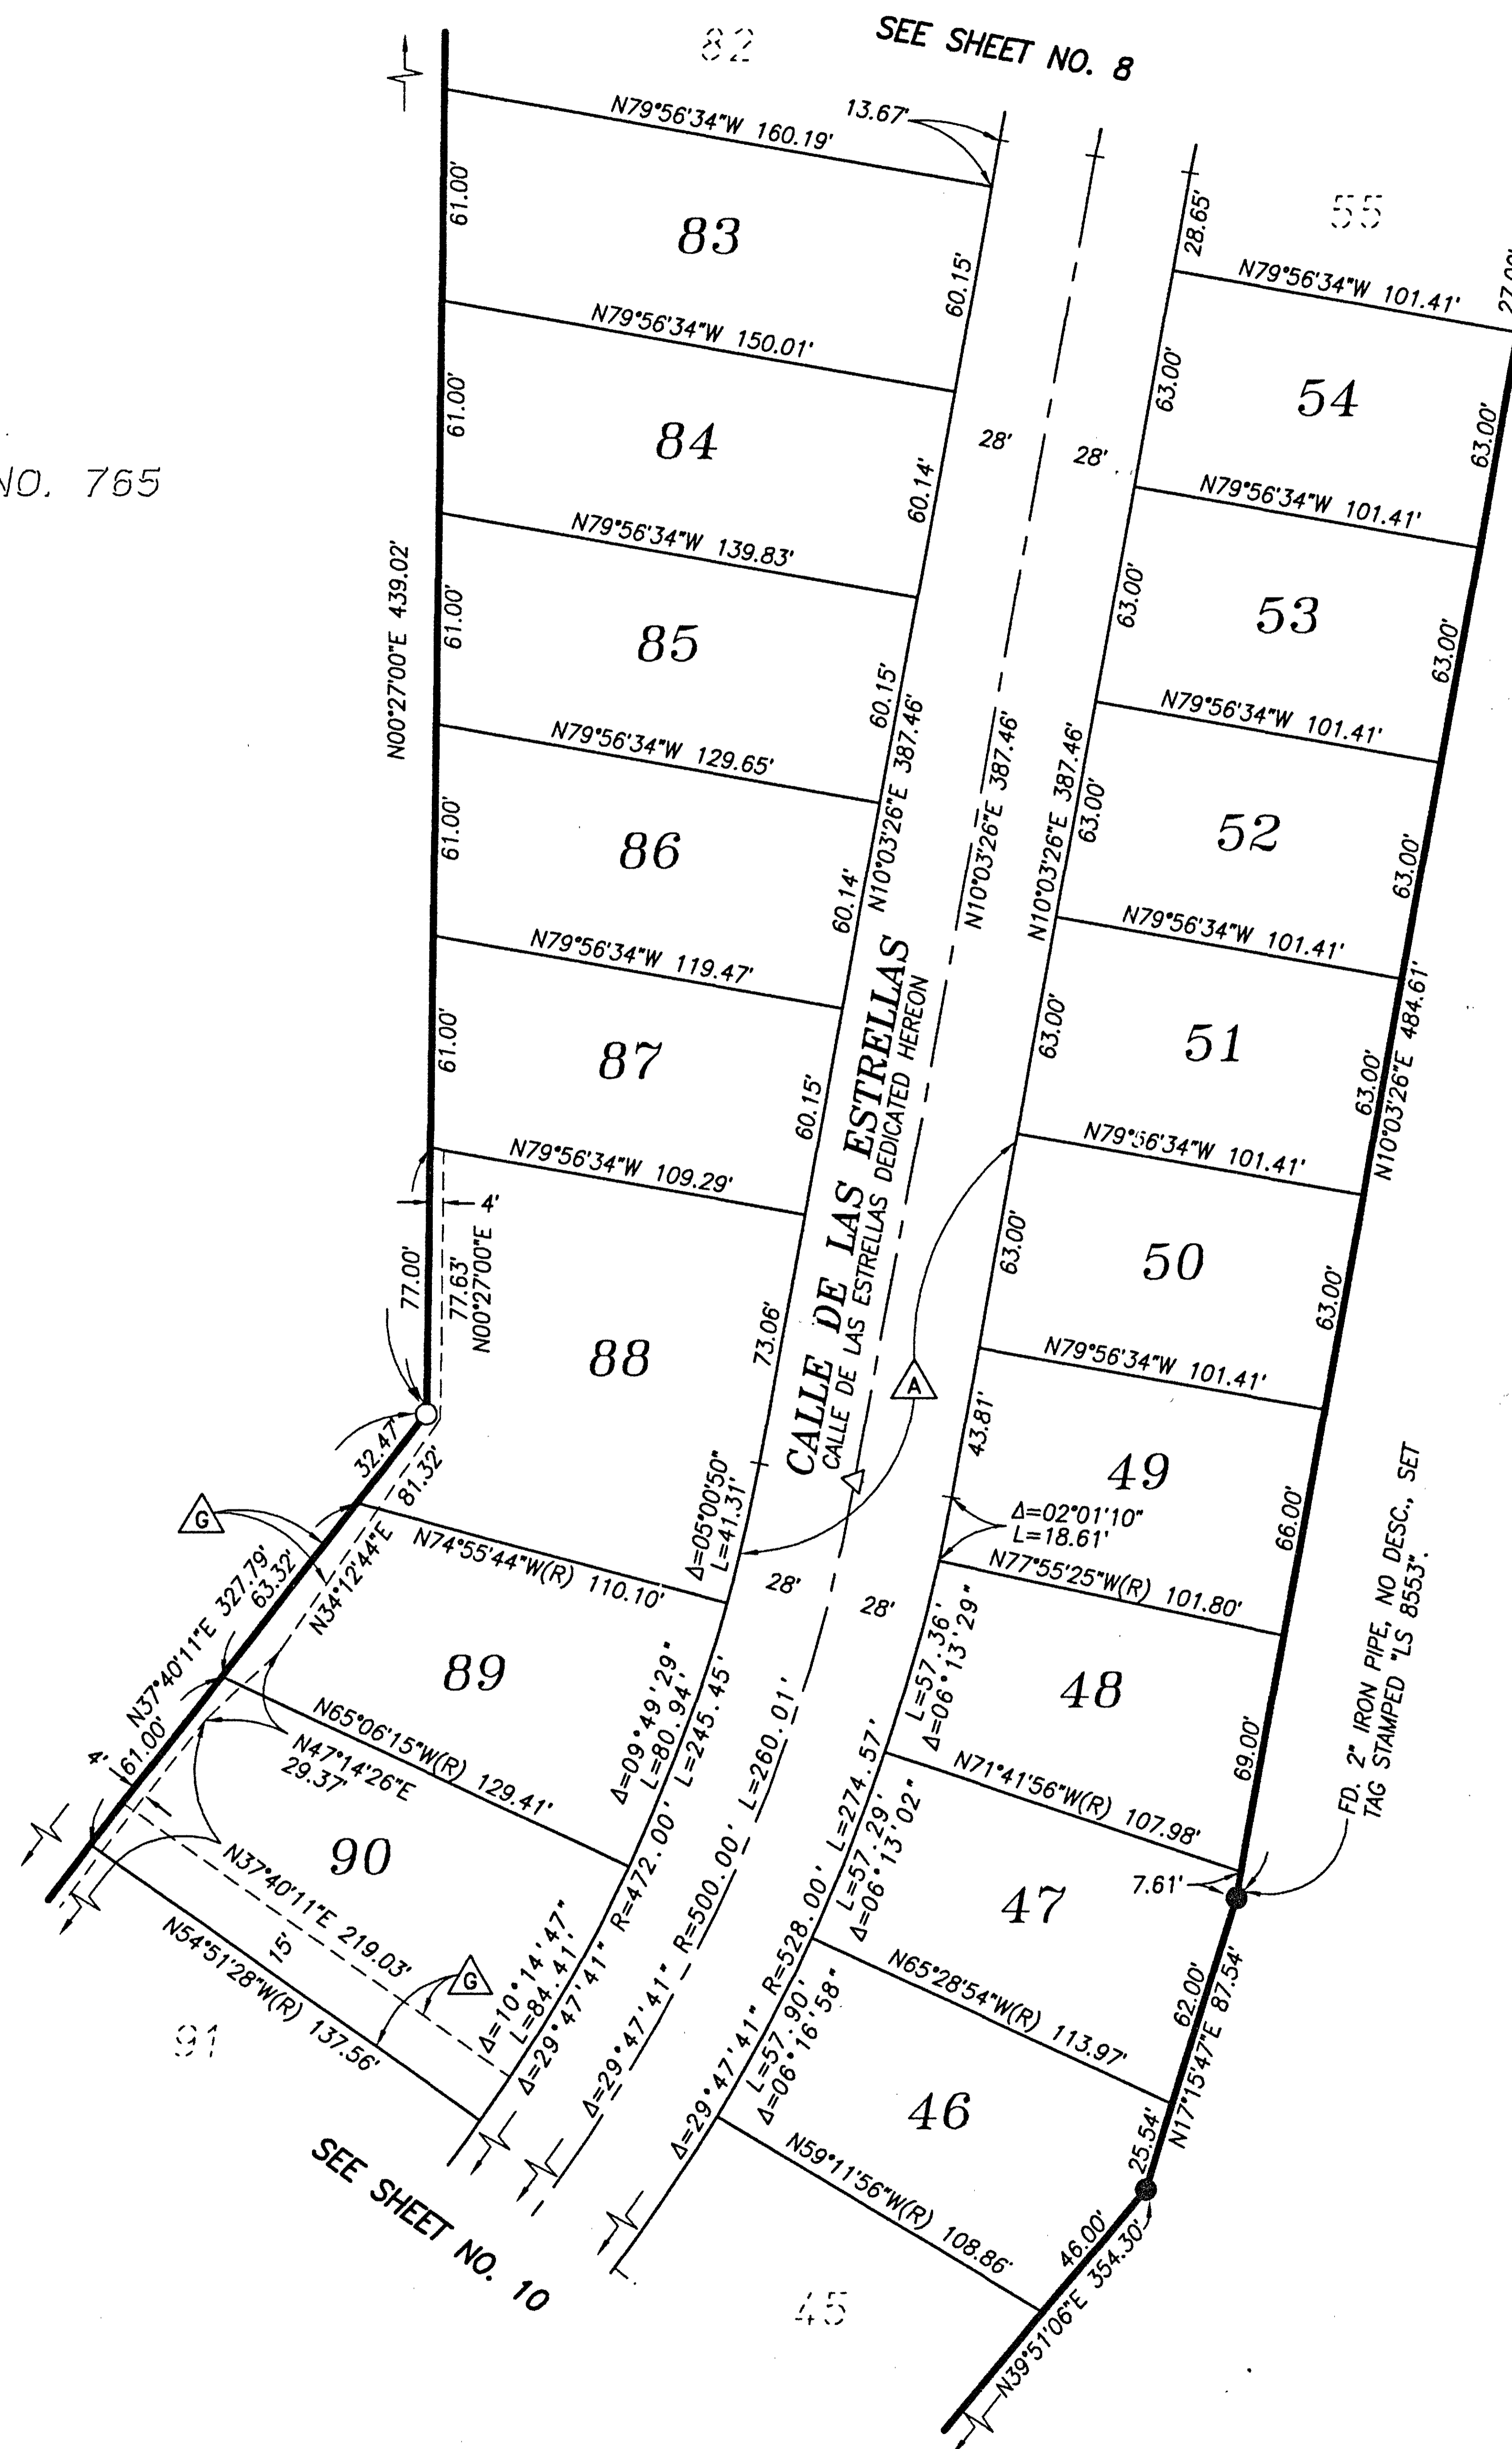 SEE SHEET NO. 8
82
N79°56'34"W 160.19'
13.67'
61.00'
83
60.15'
28.65'
55
N79°56'34"W 101.41'
27.00'
N79°56'34"W 150.01'
61.00'
84
60.14'
28'
28'
63.00'
54
63.00'
NO. 765
N79°56'34"W 139.83'
N79°56'34"W 101.41'
N00°27'00"E 439.02'
61.00'
85
60.15'
63.00'
53
63.00'
N79°56'34"W 129.65'
N10°03'26"E 387.46'
N10°03'26"E 387.46'
N10°03'26"E 387.46'
N79°56'34"W 101.41'
61.00'
86
60.14'
63.00'
52
63.00'
N79°56'34"W 119.47'
N79°56'34"W 101.41'
61.00'
87
60.15'
CALLE DE LAS ESTRELLAS
CALLE DE LAS ESTRELLAS DEDICATED HEREON
63.00'
51
63.00'
N10°03'26"E 484.61'
N79°56'34"W 109.29'
N79°56'34"W 101.41'
4'
77.00'
77.63'
N00°27'00"E
88
73.06'
63.00'
50
63.00'
A
N79°56'34"W 101.41'
32.47'
81.32'
N34°12'44"E
Δ=05°00'50"
L=41.31'
43.81'
49
66.00'
Δ=02°01'10"
L=18.61'
G
N74°55'44"W(R) 110.10'
28'
28'
N77°55'25"W(R) 101.80'
FD. 2" IRON PIPE, NO DESC., SET
TAG STAMPED "LS 8553".
N37°40'11"E 327.79'
63.32'
89
Δ=09°49'29"
L=80.94'
L=57.36'
Δ=06°13'29"
48
69.00'
N65°06'15"W(R) 129.41'
N47°14'26"E
29.37'
N71°41'56"W(R) 107.98'
4'
61.00'
90
7.61'
L=57.29'
Δ=06°13'02"
47
N37°40'11"E 219.03'
15'
G
N54°51'28"W(R) 137.56'
Δ=10°14'47"
L=84.41'
Δ=29°47'41" R=472.00' L=245.45'
Δ=29°47'41" R=500.00' L=260.01'
Δ=29°47'41" R=528.00' L=274.57'
N65°28'54"W(R) 113.97'
62.00'
N17°15'47"E 87.54'
L=57.90'
Δ=06°16'58"
46
25.54'
91
N59°11'56"W(R) 108.86'
46.00'
N39°51'06"E 354.30'
SEE SHEET NO. 10
45